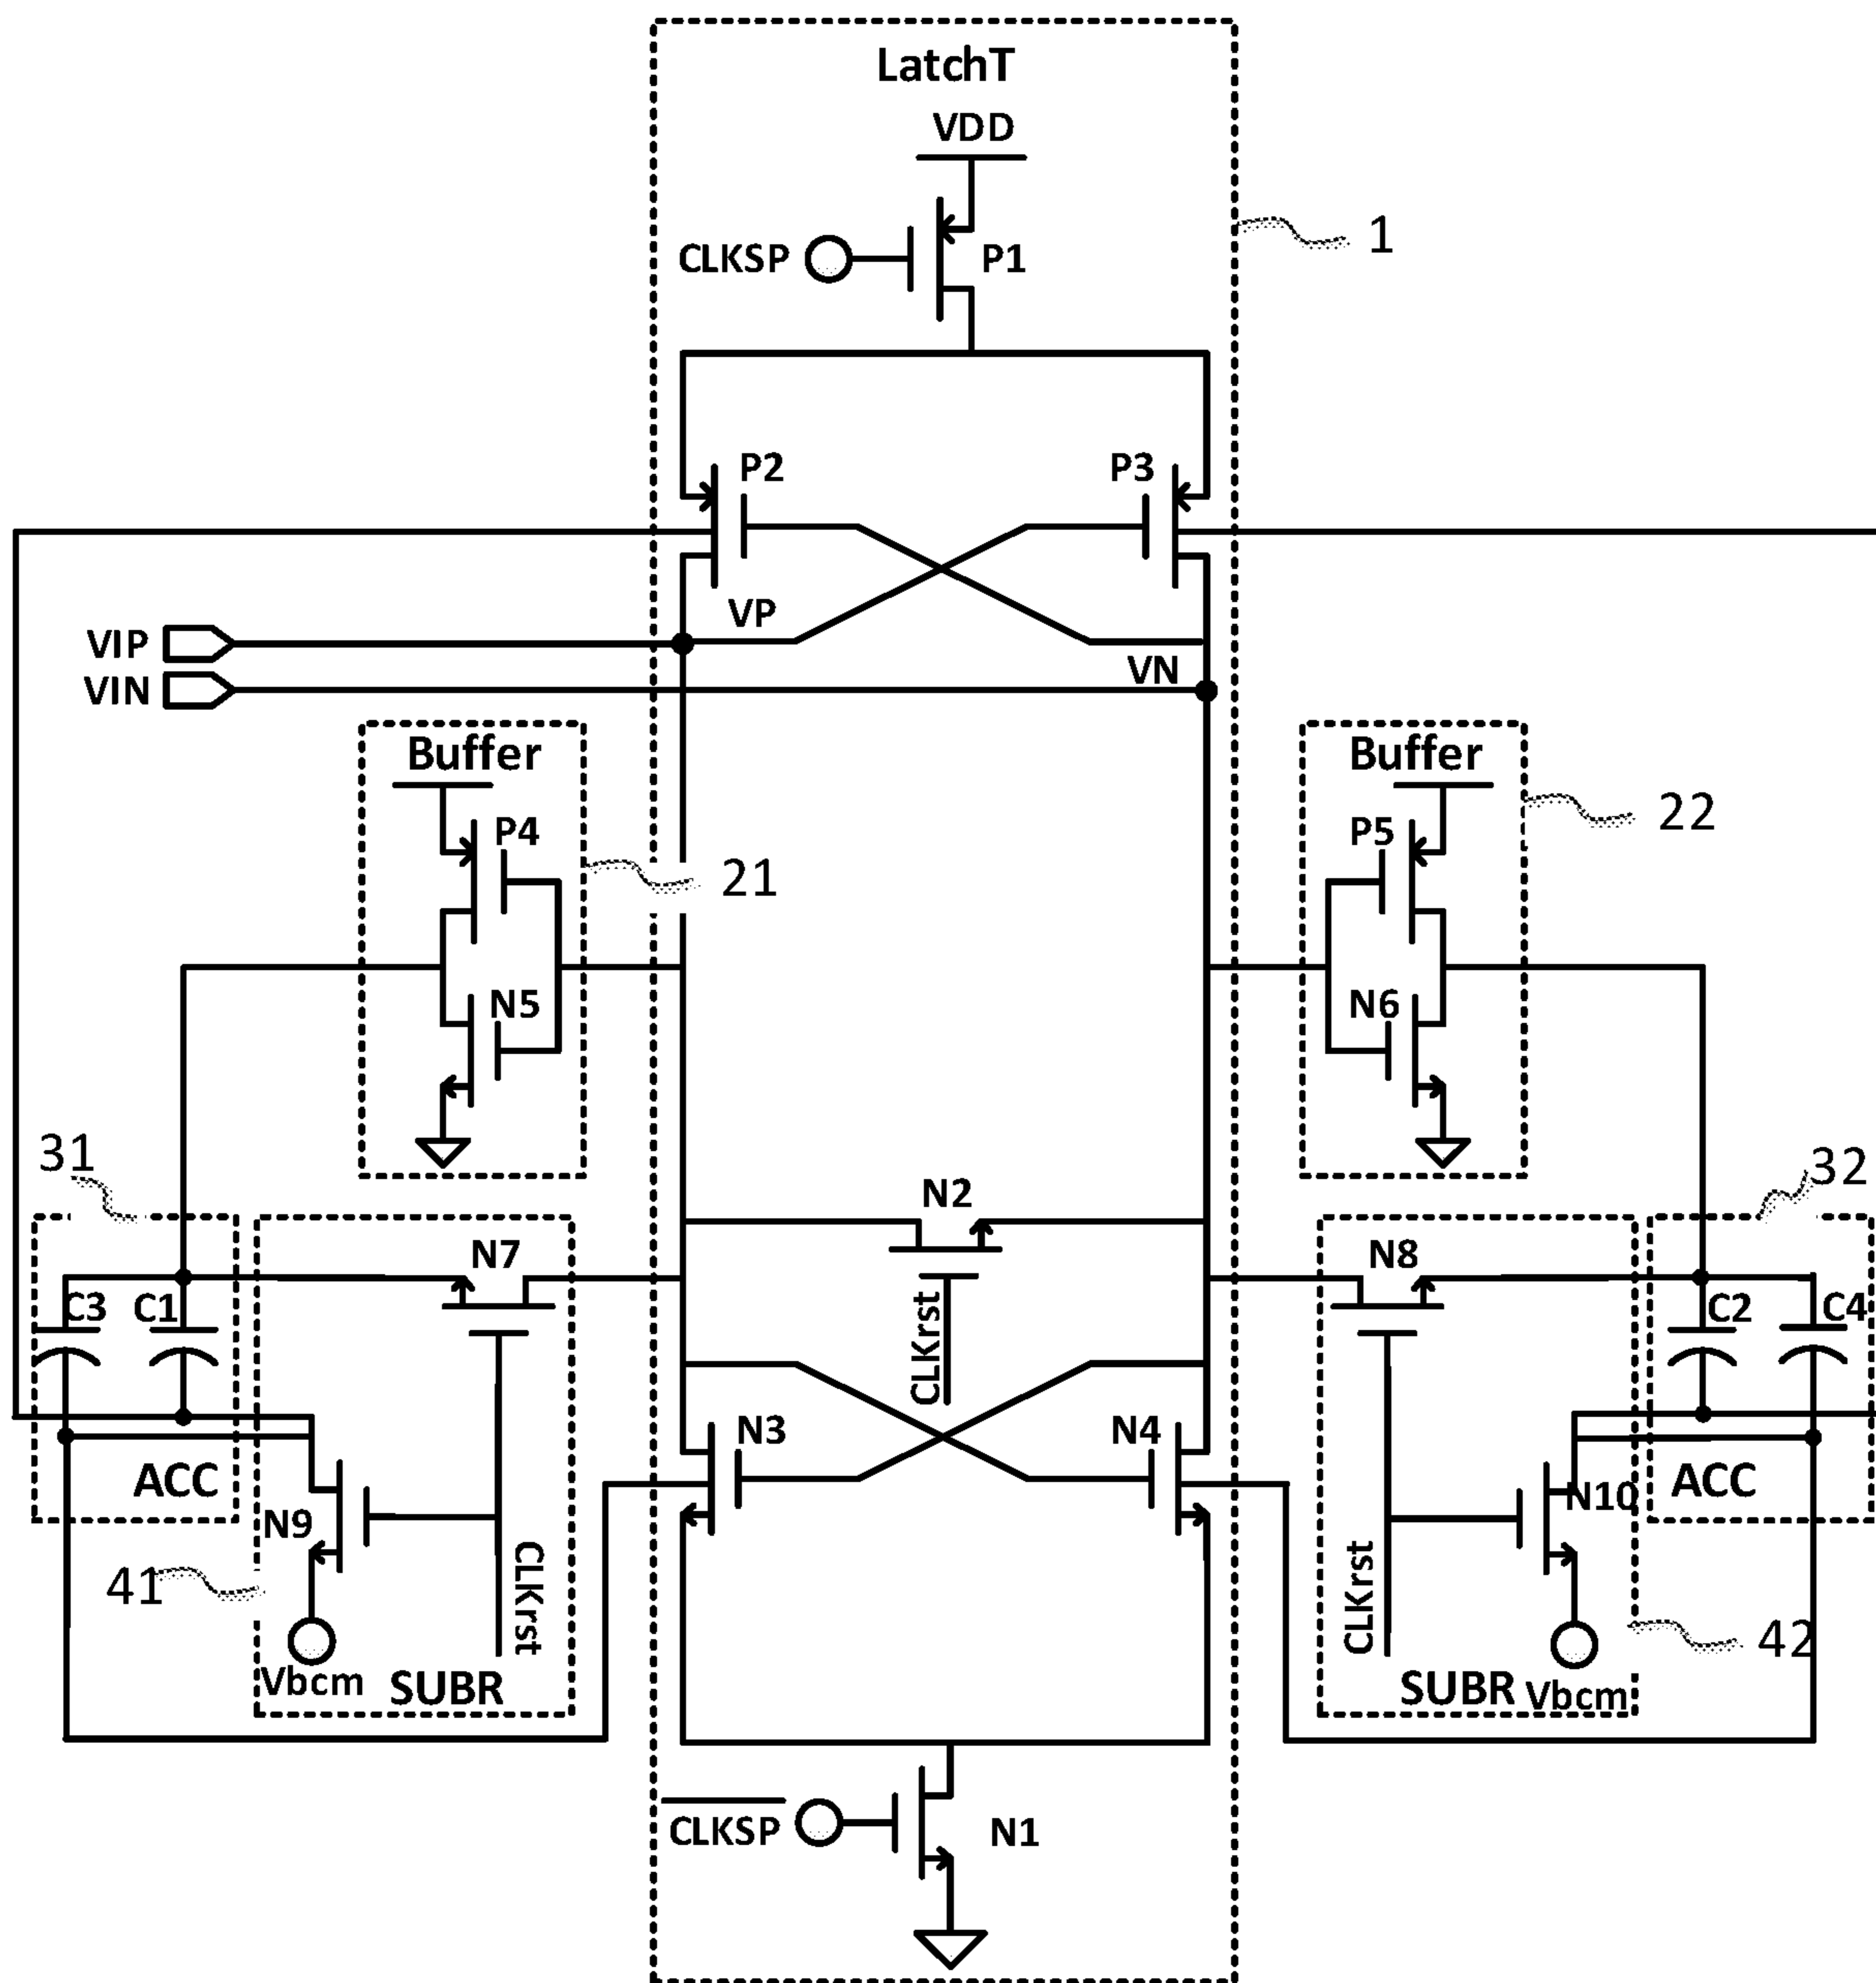 LatchT
VDD
CLKSP
P1
1
P2
P3
VP
VIP
VIN
VN
Buffer
Buffer
P4
P5
22
21
N5
N6
31
32
N2
N7
N8
C3
C1
C2
C4
CLKrst
N3
N4
ACC
ACC
N9
N10
CLKrst
CLKrst
41
42
Vbcm
SUBR
SUBR
Vbcm
CLKSP
N1